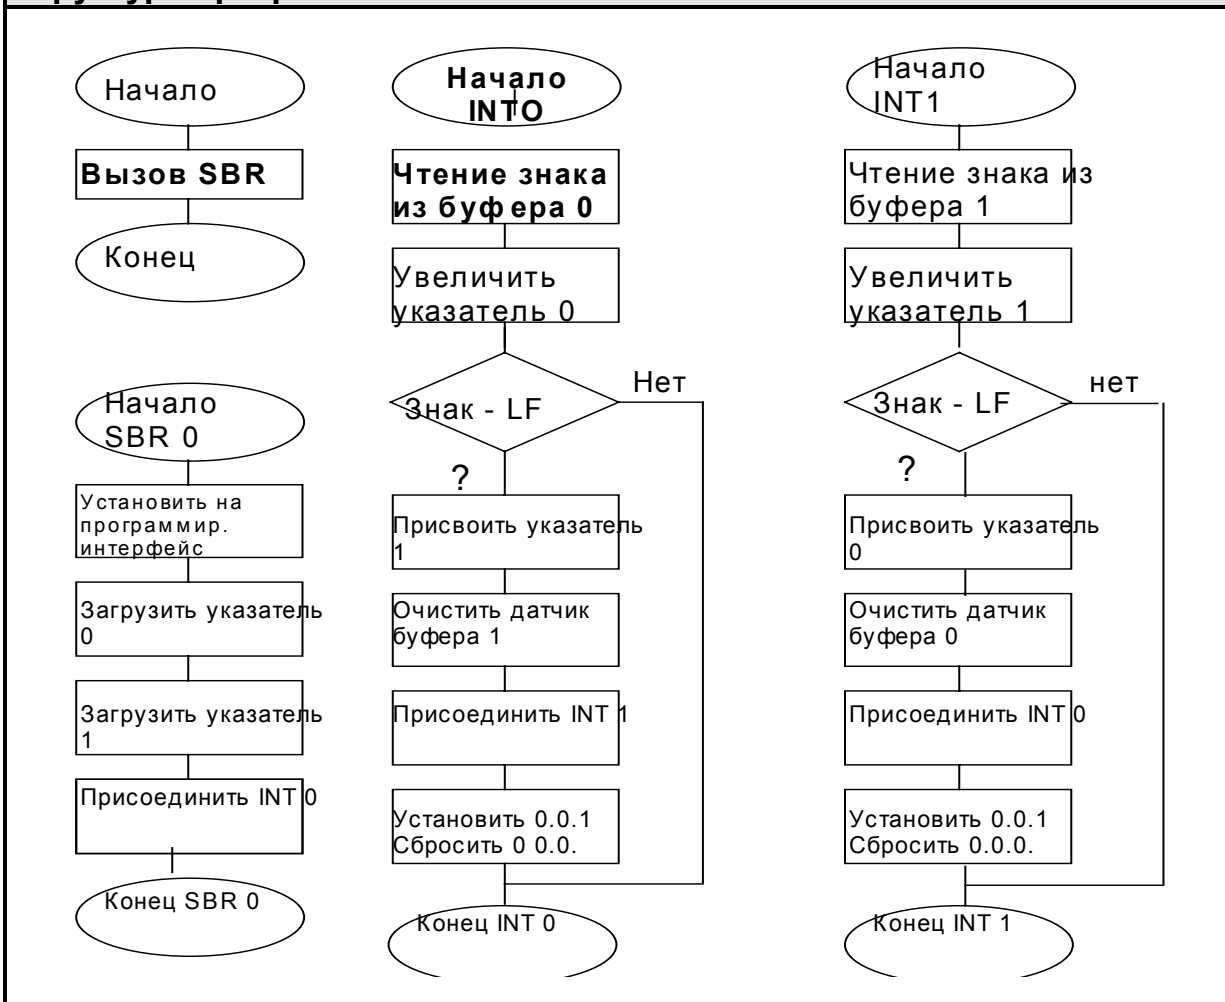 Начало
Вызов SBR
Конец
Начало
SBR 0
Установить на
программир.
интерфейс
Загрузить указатель
0
Загрузить указатель
1
Присоединить INT 0
Конец SBR 0
Начало
INTO
Чтение знака
из буфера 0
Увеличить
указатель 0
Знак - LF
Нет
?
Присвоить указатель
1
Очистить датчик
буфера 1
Присоединить INT 1
Установить 0.0.1
Сбросить 0 0.0.
Конец INT 0
Начало
INT1
Чтение знака из
буфера 1
Увеличить
указатель 1
Знак - LF
нет
?
Присвоить указатель
0
Очистить датчик
буфера 0
Присоединить INT 0
Установить 0.0.1
Сбросить 0.0.0.
Конец INT 1